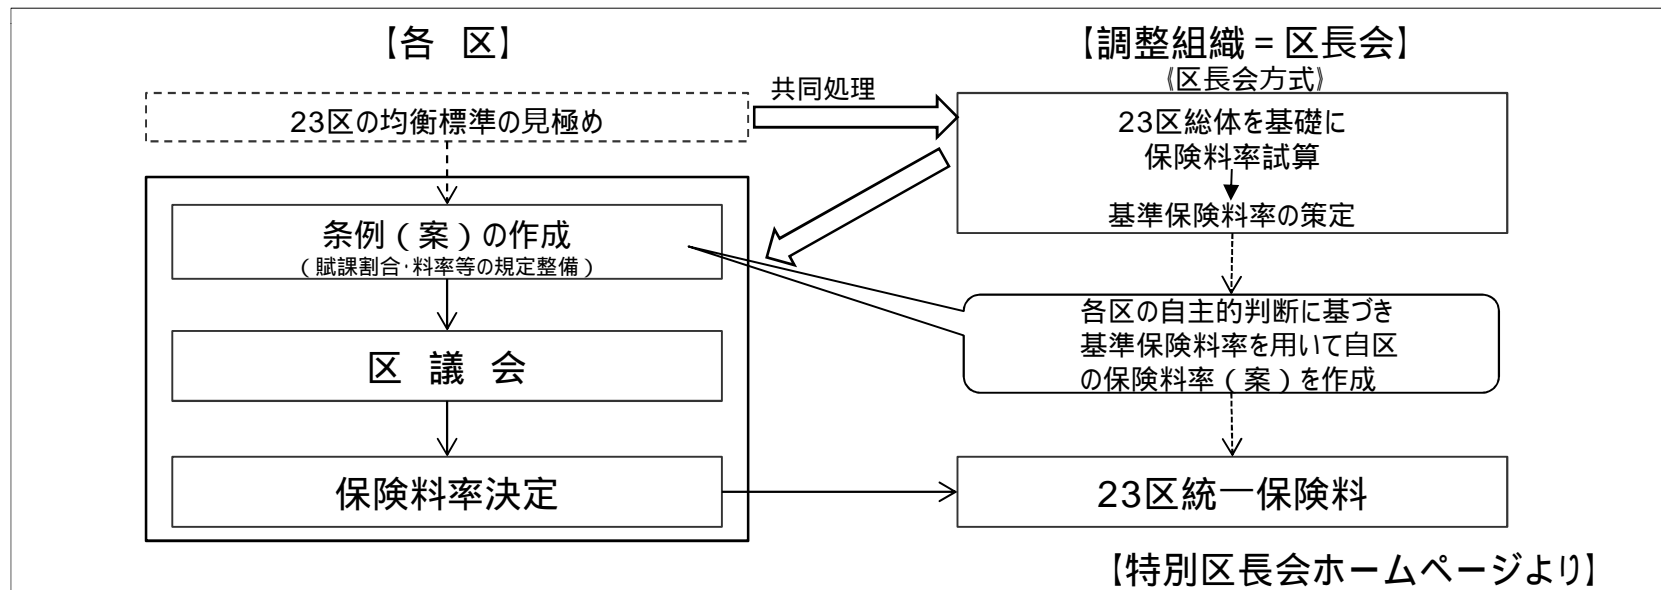 【各 区】
23区の均衡標準の見極め
条例（案）の作成
（賦課割合･料率等の規定整備）
区 議 会
保険料率決定
共同処理
【調整組織＝区長会】
《区長会方式》
23区総体を基礎に
保険料率試算
基準保険料率の策定
各区の自主的判断に基づき
基準保険料率を用いて自区
の保険料率（案）を作成
23区統一保険料
【特別区長会ホームページより】